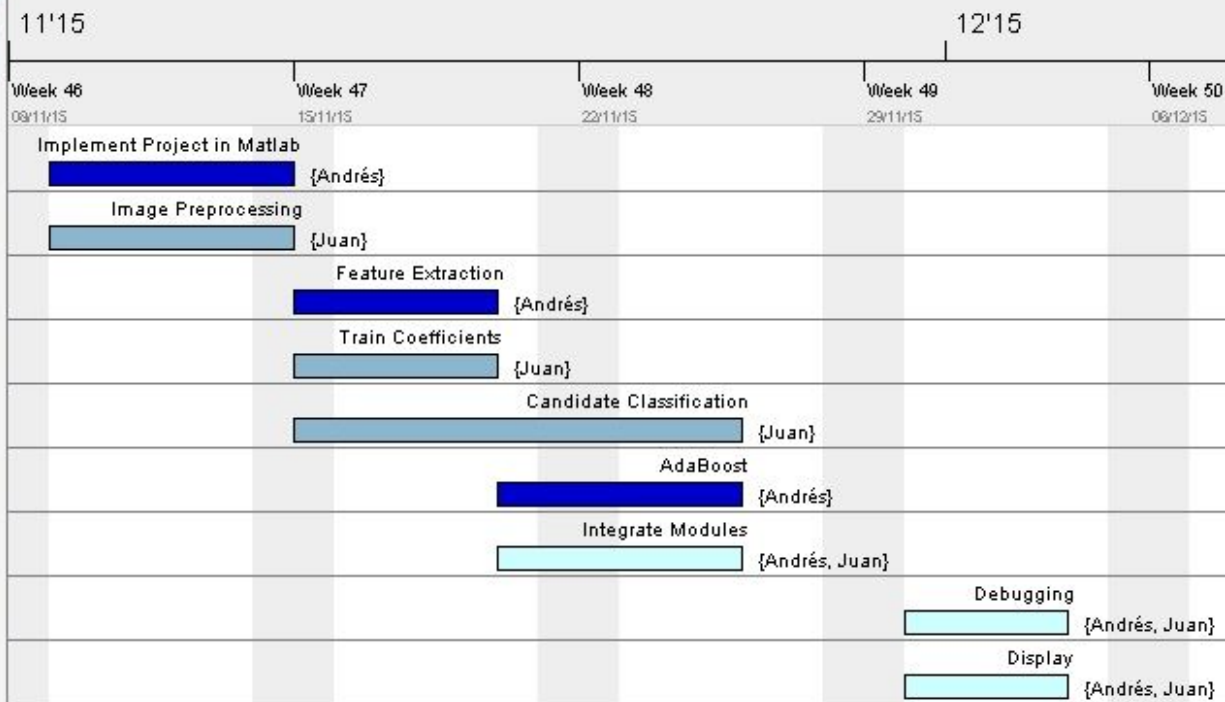 11'15 12'15
Week 46 Week 47 Week 48 Week 49 Week 50
08/11/15 15/11/15 22/11/15 29/11/15 06/12/15
Implement Project in Matlab
{Andrés}
Image Preprocessing
{Juan}
Feature Extraction
{Andrés}
Train Coefficients
{Juan}
Candidate Classification
{Juan}
AdaBoost
{Andrés}
Integrate Modules
{Andrés, Juan}
Debugging
{Andrés, Juan}
Display
{Andrés, Juan}